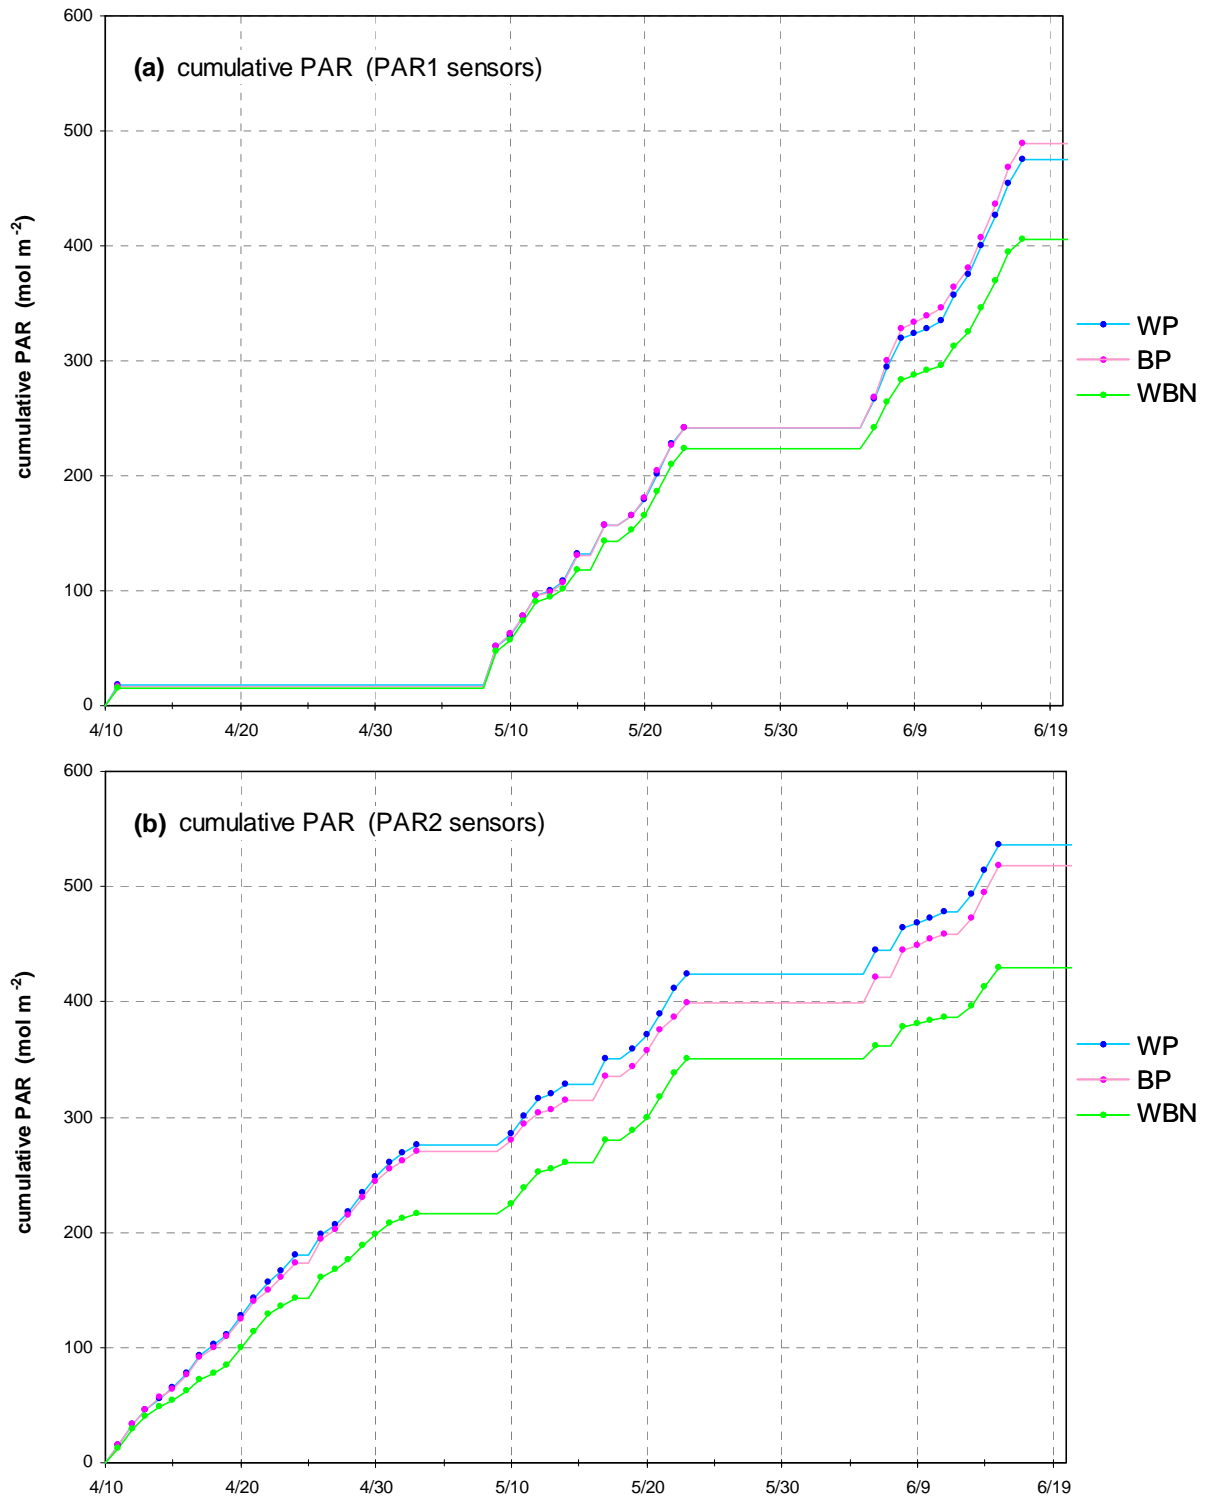 600
(a) cumulative PAR (PAR1 sensors)
500
400
300
200
100
0
cumulative PAR (mol m⁻²)
4/10 4/20 4/30 5/10 5/20 5/30 6/9 6/19
WP
BP
WBN
600
(b) cumulative PAR (PAR2 sensors)
500
400
300
200
100
0
cumulative PAR (mol m⁻²)
4/10 4/20 4/30 5/10 5/20 5/30 6/9 6/19
WP
BP
WBN